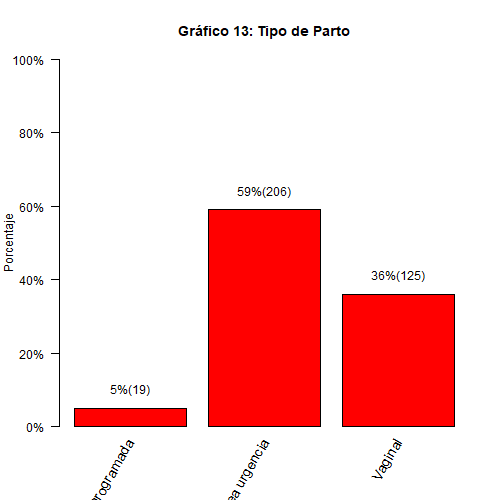 Gráfico 13: Tipo de Parto
Porcentaje
100%
80%
60%
40%
20%
0%
5%(19)
59%(206)
36%(125)
urgencia
Vaginal